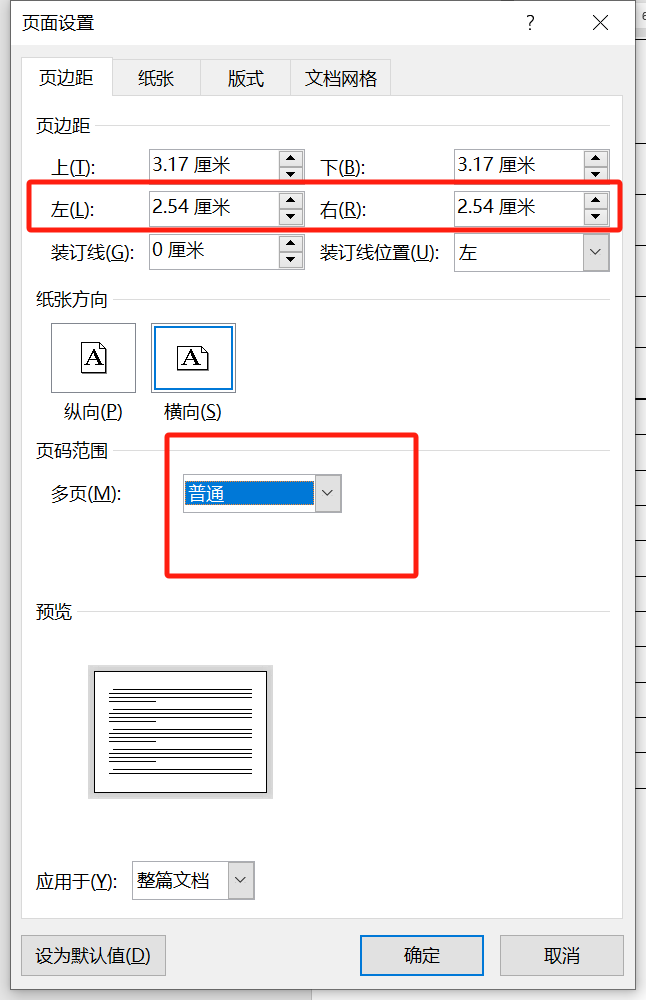 页面设置 ?
页边距 纸张 版式 文档网格
页边距
上(T): 3.17 厘米 下(B): 3.17 厘米
左(L): 2.54 厘米 右(R): 2.54 厘米
装订线(G): 0 厘米 装订线位置(U): 左
纸张方向
A A
纵向(P) 横向(S)
页码范围
多页(M): 普通
预览
应用于(Y): 整篇文档
设为默认值(D) 确定 取消